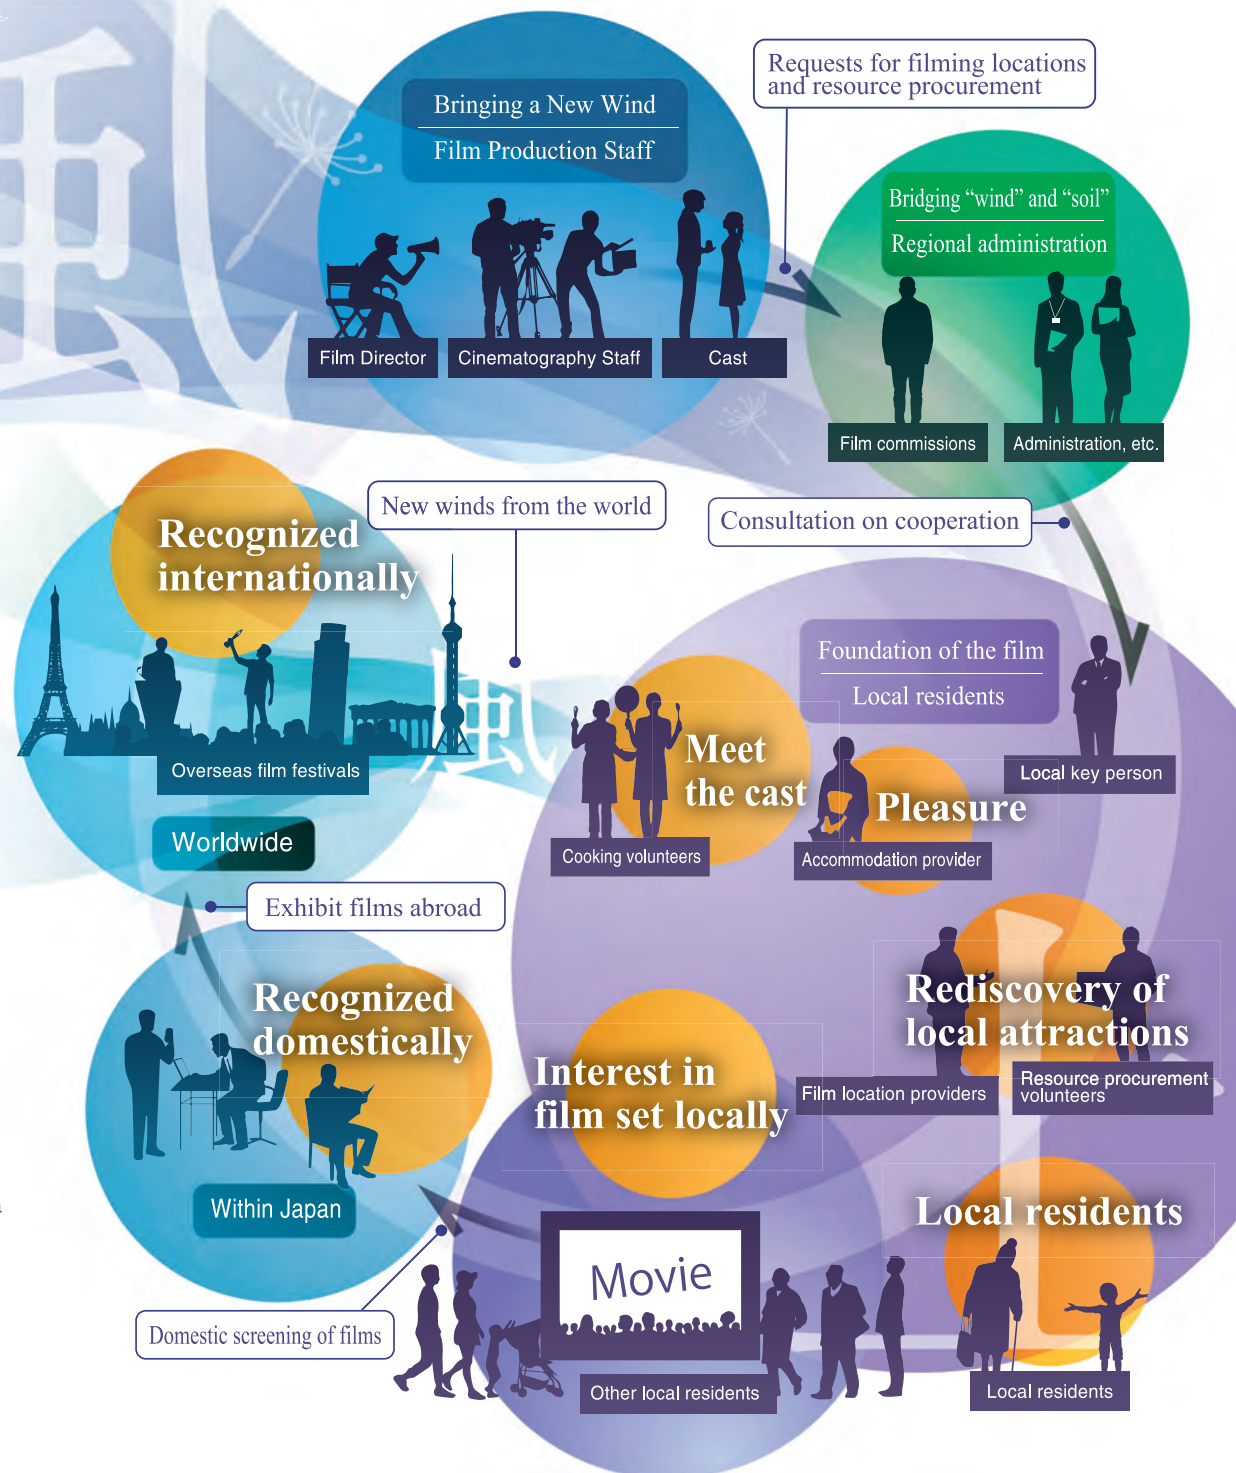 風
Bringing a New Wind
Film Production Staff
Requests for filming locations
and resource procurement
Bridging “wind” and “soil”
Regional administration
Film Director
Cinematography Staff
Cast
Film commissions
Administration, etc.
Recognized
internationally
New winds from the world
Consultation on cooperation
風
Foundation of the film
Local residents
Meet
the cast
Pleasure
Overseas film festivals
Local key person
Worldwide
Cooking volunteers
Accommodation provider
Exhibit films abroad
Recognized
domestically
Rediscovery of
local attractions
Interest in
film set locally
Film location providers
Resource procurement
volunteers
Within Japan
Local residents
Movie
Domestic screening of films
Other local residents
Local residents